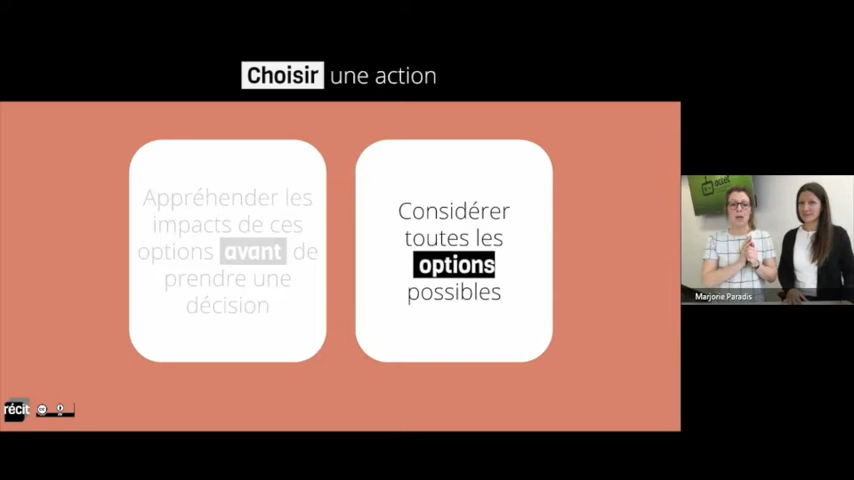 Choisir une action
Appréhender les
impacts de ces
options avant de
prendre une
décision
Considérer
toutes les
options
possibles
récit
Marjorie Paradis